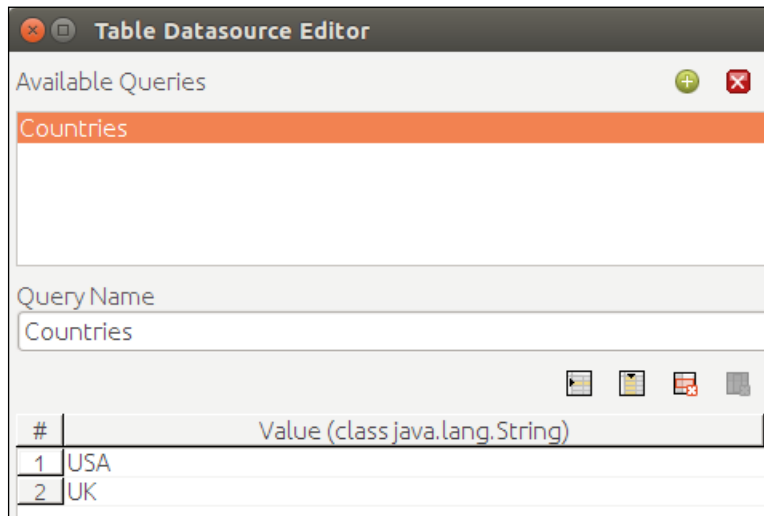 Table Datasource Editor
Available Queries
Countries
Query Name
Countries
# Value (class java.lang.String)
1 USA
2 UK